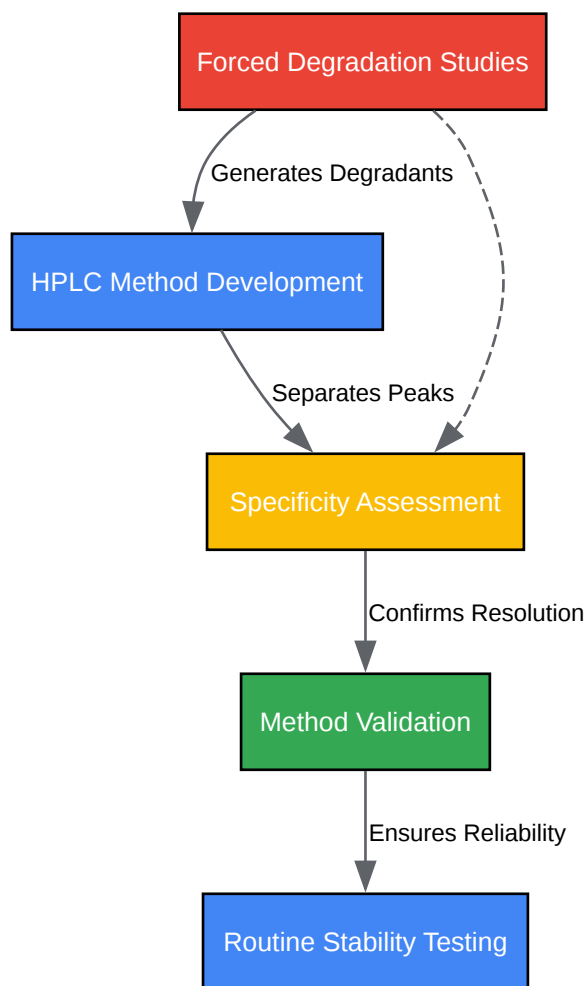 Forced Degradation Studies
Generates Degradants
HPLC Method Development
Separates Peaks
Specificity Assessment
Confirms Resolution
Method Validation
Ensures Reliability
Routine Stability Testing